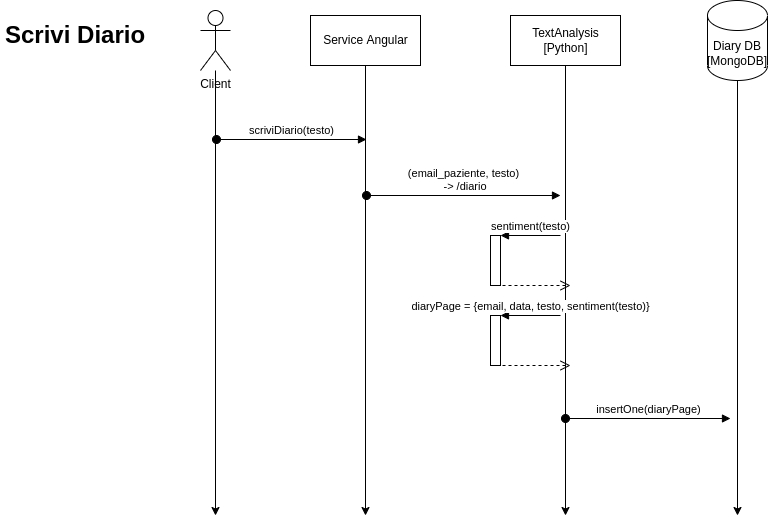 Scrivi Diario
Client
Service Angular
TextAnalysis
[Python]
Diary DB
[MongoDB]
scriviDiario(testo)
(email_paziente, testo)
-> /diario
sentiment(testo)
diaryPage = {email, data, testo, sentiment(testo)}
insertOne(diaryPage)